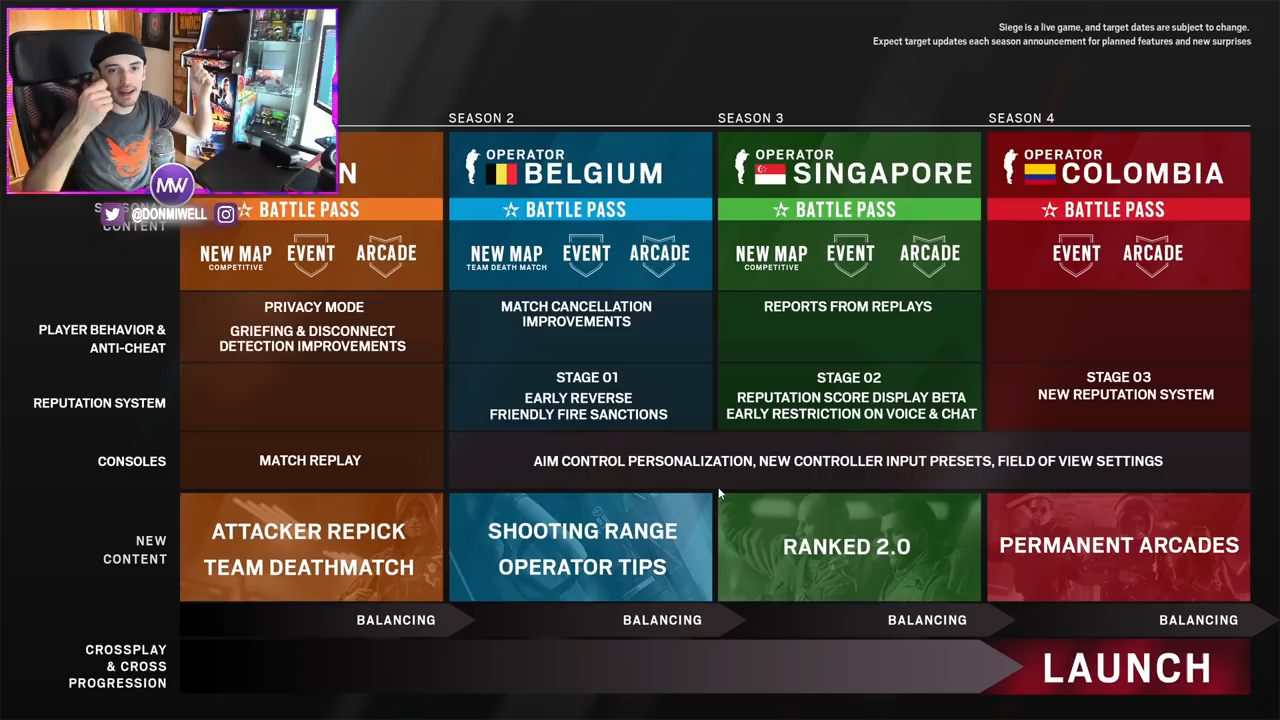 Siege is a live game, and target dates are subject to change.
Expect target updates each season announcement for planned features and new surprises
SEASON 2
SEASON 3
SEASON 4
N
OPERATOR
BELGIUM
OPERATOR
SINGAPORE
OPERATOR
COLOMBIA
MW
@DONMIWELL
CONTENT
BATTLE PASS
BATTLE PASS
BATTLE PASS
BATTLE PASS
NEW MAP
COMPETITIVE
EVENT
ARCADE
NEW MAP
TEAM DEATH MATCH
EVENT
ARCADE
NEW MAP
COMPETITIVE
EVENT
ARCADE
EVENT
ARCADE
PLAYER BEHAVIOR &
ANTI-CHEAT
PRIVACY MODE
GRIEFING & DISCONNECT
DETECTION IMPROVEMENTS
MATCH CANCELLATION
IMPROVEMENTS
REPORTS FROM REPLAYS
REPUTATION SYSTEM
STAGE 01
EARLY REVERSE
FRIENDLY FIRE SANCTIONS
STAGE 02
REPUTATION SCORE DISPLAY BETA
EARLY RESTRICTION ON VOICE & CHAT
STAGE 03
NEW REPUTATION SYSTEM
CONSOLES
MATCH REPLAY
AIM CONTROL PERSONALIZATION, NEW CONTROLLER INPUT PRESETS, FIELD OF VIEW SETTINGS
NEW
CONTENT
ATTACKER REPICK
TEAM DEATHMATCH
SHOOTING RANGE
OPERATOR TIPS
RANKED 2.0
PERMANENT ARCADES
BALANCING
BALANCING
BALANCING
BALANCING
CROSSPLAY
& CROSS
PROGRESSION
LAUNCH